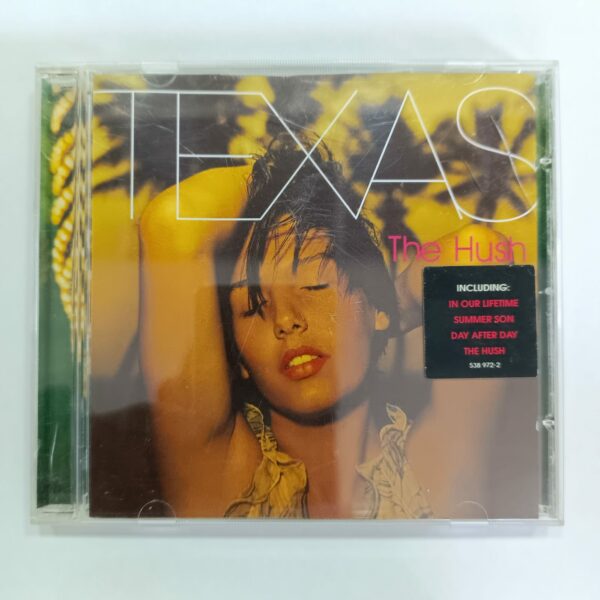 TEXAS
The Hush
INCLUDING:
IN OUR LIFETIME
SUMMER SON
DAY AFTER DAY
THE HUSH
538 972-2